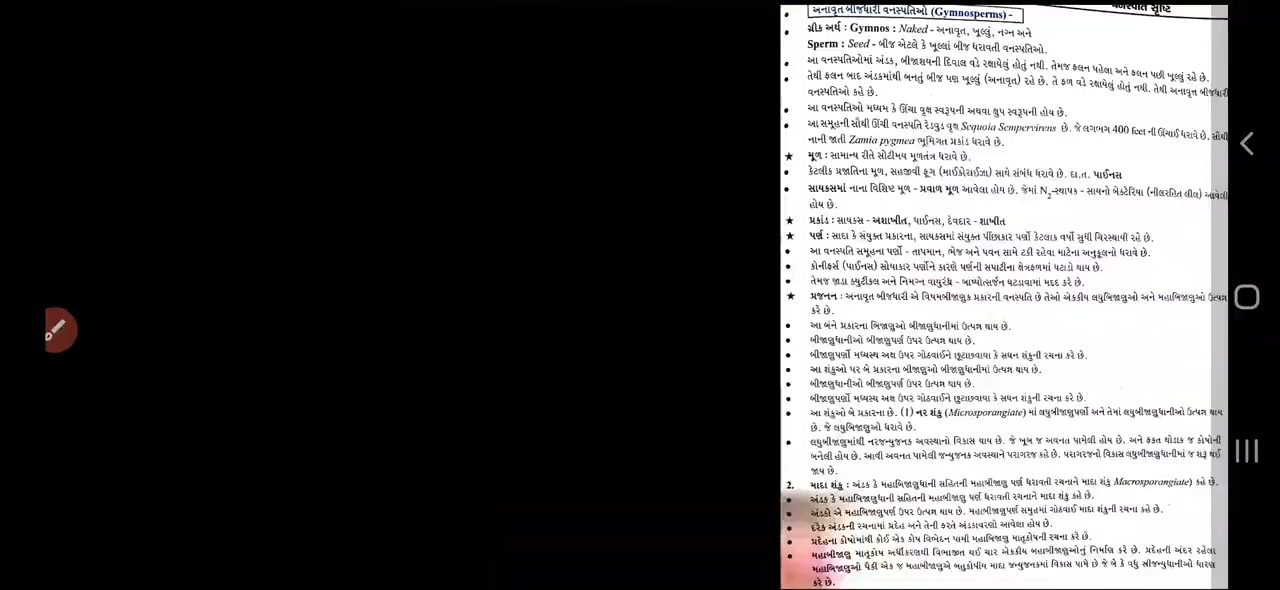 વનસ્પતિ સૃષ્ટિ
અનાવૃત બીજધારી વનસ્પતિઓ (Gymnosperms) -
ગ્રીક અર્થ : Gymnos : Naked - અનાવૃત, ખૂલ્લું, નગ્ન અને
Sperm : Seed - બીજ એટલે કે ખૂલ્લાં બીજ ધરાવતી વનસ્પતિઓ.
આ વનસ્પતિઓમાં અંડક, બીજાશયની દિવાલ વડે રક્ષાયેલું હોતું નથી. તેમજ ફલન પહેલા અને ફલન પછી ખૂલ્લું રહે છે.
તેથી ફલન બાદ અંડકમાંથી બનતું બીજ પણ ખૂલ્લું (અનાવૃત) રહે છે. તે ફળ વડે રક્ષાયેલું હોતું નથી. તેથી અનાવૃત બીજધારી
વનસ્પતિઓ કહે છે.
આ વનસ્પતિઓ મધ્યમ કે ઊંચા વૃક્ષ સ્વરૂપની અથવા ક્ષુપ સ્વરૂપની હોય છે.
આ સમૂહની સૌથી ઊંચી વનસ્પતિ રેડવુડ વૃક્ષ Sequoia Sempervirens છે. જે લગભગ 400 feet ની ઊંચાઈ ધરાવે છે. સૌથી
નાની જાતી Zamia pygmea ભૂમિગત પ્રકાંડ ધરાવે છે.
★ મૂળ : સામાન્ય રીતે સોટીમય મૂળતંત્ર ધરાવે છે.
કેટલીક પ્રજાતિના મૂળ, સહજીવી ફૂગ (માઈકોરાઈઝા) સાથે સંબંધ ધરાવે છે. દા.ત. પાઈનસ
સાયકસમાં નાના વિશિષ્ટ મૂળ - પ્રવાળ મૂળ આવેલા હોય છે. જેમાં N2-સ્થાપક - સાયનો બેક્ટેરિયા (નીલરહિત લીલ) આવેલી
હોય છે.
★ પ્રકાંડ : સાયકસ - અશાખીત, પાઈનસ, દેવદાર - શાખીત
★ પર્ણ : સાદા કે સંયુક્ત પ્રકારના, સાયકસમાં સંયુક્ત પીંછાકાર પર્ણો કેટલાક વર્ષો સુધી ચિરસ્થાયી રહે છે.
આ વનસ્પતિ સમૂહના પર્ણો - તાપમાન, ભેજ અને પવન સામે ટકી રહેવા માટેના અનુકૂલનો ધરાવે છે.
કોનીફર્સ (પાઈનસ) સોયાકાર પર્ણોને કારણે પર્ણની સપાટીના ક્ષેત્રફળમાં ઘટાડો થાય છે.
તેમજ જાડા ક્યુટીકલ અને નિમગ્ન વાયુરંધ્ર - બાષ્પોત્સર્જન ઘટાડવામાં મદદ કરે છે.
★ પ્રજનન : અનાવૃત બીજધારી એ વિષમબીજાણુક પ્રકારની વનસ્પતિ છે તેઓ એકકીય લઘુબિજાણુઓ અને મહાબિજાણુઓ ઉત્પન્ન
કરે છે.
આ બંને પ્રકારના બિજાણુઓ બીજાણુધાનીમાં ઉત્પન્ન થાય છે.
બીજાણુધાનીઓ બીજાણુપર્ણ ઉપર ઉત્પન્ન થાય છે.
બીજાણુપર્ણો મધ્યસ્થ અક્ષ ઉપર ગોઠવાઈને છૂટાછવાયા કે સઘન શંકુની રચના કરે છે.
આ શંકુઓ પર બે પ્રકારના બીજાણુઓ બીજાણુધાનીમાં ઉત્પન્ન થાય છે.
બીજાણુધાનીઓ બીજાણુપર્ણ ઉપર ઉત્પન્ન થાય છે.
બીજાણુપર્ણો મધ્યસ્થ અક્ષ ઉપર ગોઠવાઈને છૂટાછવાયા કે સઘન શંકુની રચના કરે છે.
આ શંકુઓ બે પ્રકારના છે. (1) નર શંકુ (Microsporangiate) માં લઘુબીજાણુપર્ણો અને તેમાં લઘુબીજાણુધાનીઓ ઉત્પન્ન થાય
છે. જે લઘુબિજાણુઓ ધરાવે છે.
લઘુબીજાણુમાંથી નરજન્યુજનક અવસ્થાનો વિકાસ થાય છે. જે ખૂબ જ અવનત પામેલી હોય છે. અને ફક્ત થોડાક જ કોષોની
બનેલી હોય છે. આવી અવનત પામેલી જન્યુજનક અવસ્થાને પરાગરજ કહે છે. પરાગરજનો વિકાસ લઘુબીજાણુધાનીમાં જ શરૂ થઈ
જાય છે.
2. માદા શંકુ : અંડક કે મહાબિજાણુધાની સહિતની મહાબીજાણુ પર્ણ ધરાવતી રચનાને માદા શંકુ Macrosporangiate) કહે છે.
અંડક કે મહાબિજાણુધાની સહિતની મહાબીજાણુ પર્ણ ધરાવતી રચનાને માદા શંકુ કહે છે.
અંડકો એ મહાબિજાણુપર્ણ ઉપર ઉત્પન્ન થાય છે. મહાબીજાણુપર્ણ સમૂહમાં ગોઠવાઈ માદા શંકુની રચના કહે છે.
દરેક અંડકની રચનામાં પ્રદેહ અને તેની ફરતે અંડકાવરણો આવેલા હોય છે.
પ્રદેહના કોષોમાંથી કોઈ એક કોષ વિભેદન પામી મહાબિજાણુ માતૃકોષની રચના કરે છે.
મહાબીજાણુ માતૃકોષ અર્ધીકરણથી વિભાજીત થઈ ચાર એકકીય બહાબીજાણુઓનું નિર્માણ કરે છે. પ્રદેહની અંદર રહેલા
મહાબિજાણુઓ પૈકી એક જ મહાબીજાણુએ બહુકોષીય માદા જન્યુજનકમાં વિકાસ પામે છે જે બે કે વધુ સ્રીજન્યુધાનીઓ ધારણ
કરે છે.